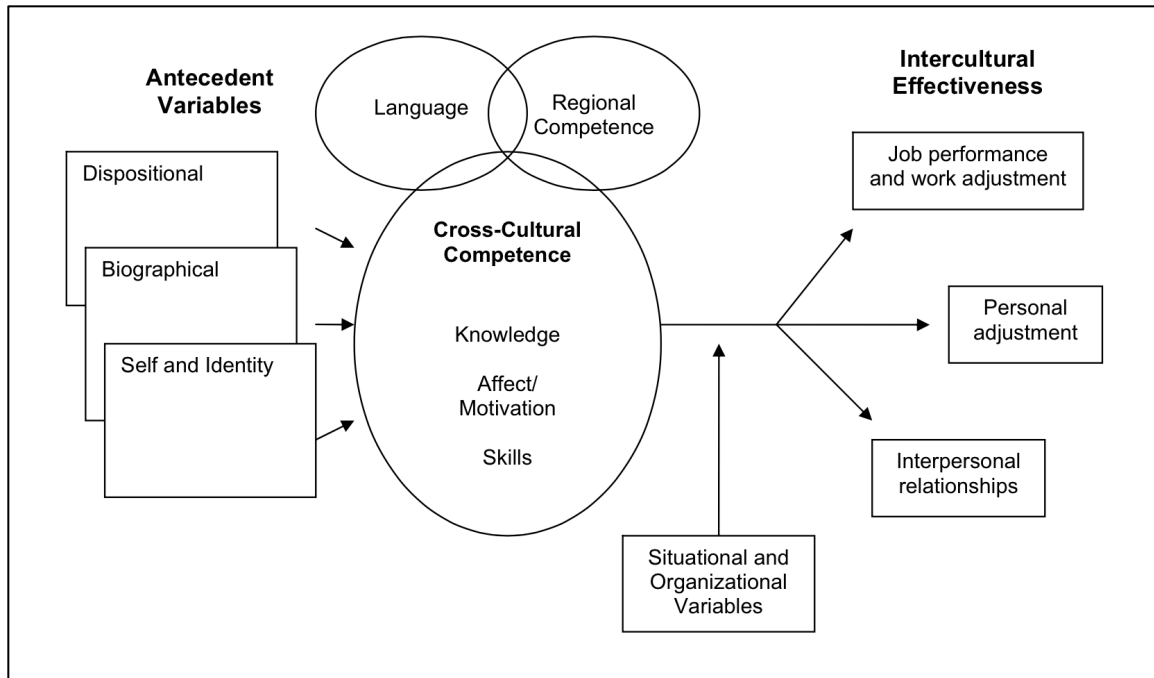 Antecedent
Variables
Dispositional
Biographical
Self and Identity
Language
Regional
Competence
Cross-Cultural
Competence
Knowledge
Affect/
Motivation
Skills
Situational and
Organizational
Variables
Intercultural
Effectiveness
Job performance
and work adjustment
Personal
adjustment
Interpersonal
relationships